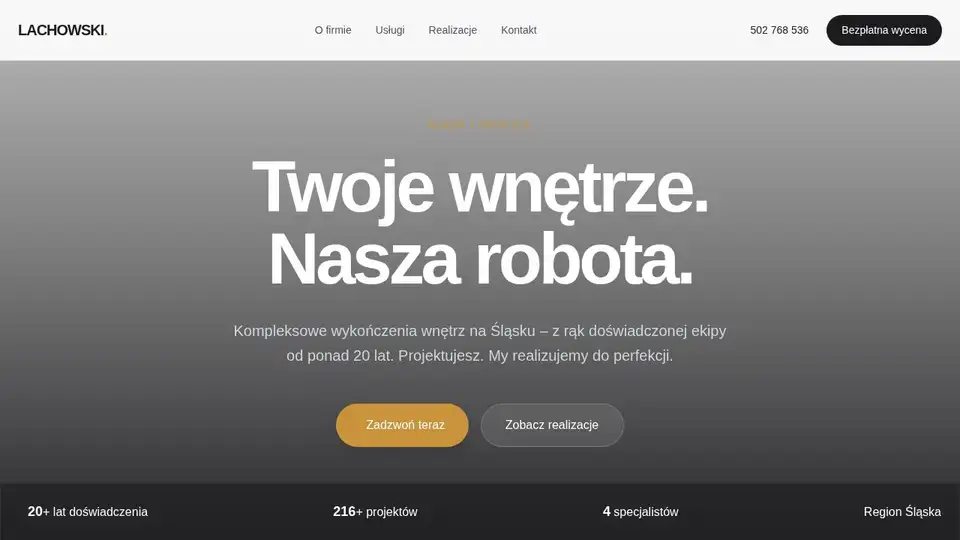 LACHOWSKI.
O firmie
Usługi
Realizacje
Kontakt
502 768 536
Bezpłatna wycena
Twoje wnętrze.
Nasza robota.
Kompleksowe wykończenia wnętrz na Śląsku – z rąk doświadczonej ekipy
od ponad 20 lat. Projektujesz. My realizujemy do perfekcji.
Zadzwoń teraz
Zobacz realizacje
20+ lat doświadczenia
216+ projektów
4 specjalistów
Region Śląska